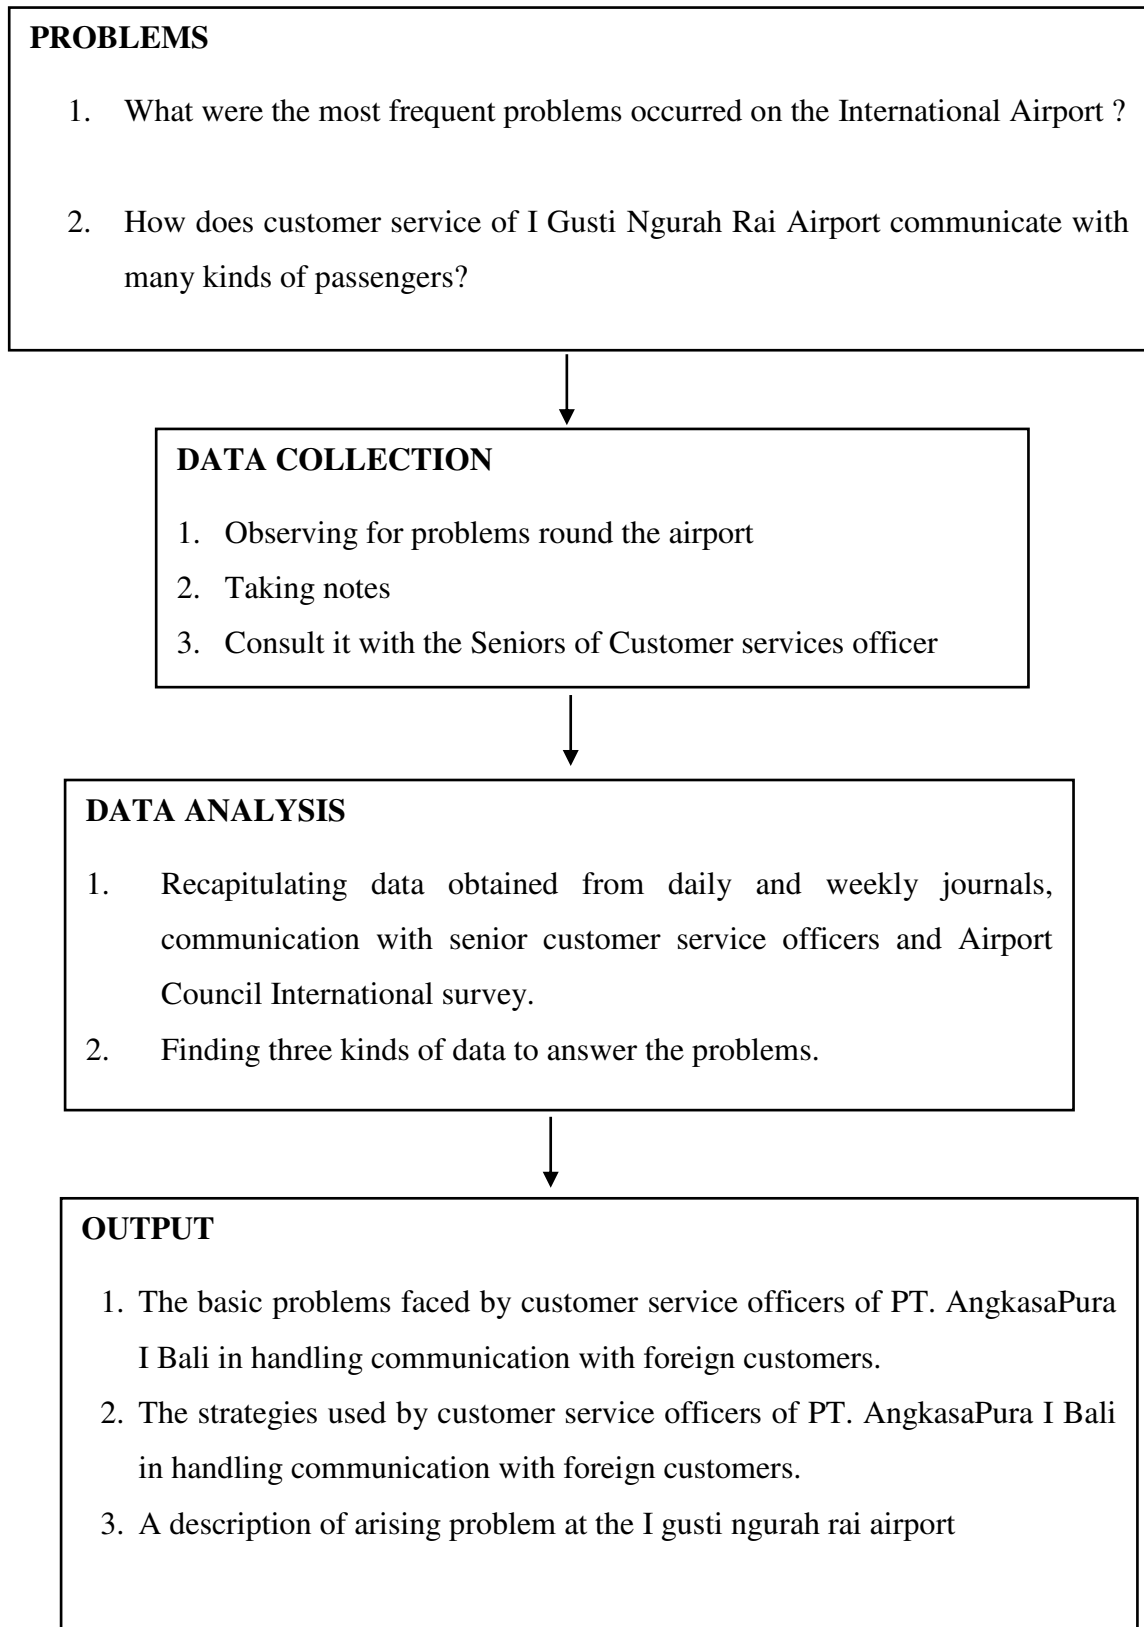 PROBLEMS
1. What were the most frequent problems occurred on the International Airport ?
2. How does customer service of I Gusti Ngurah Rai Airport communicate with
many kinds of passengers?
DATA COLLECTION
1. Observing for problems round the airport
2. Taking notes
3. Consult it with the Seniors of Customer services officer
DATA ANALYSIS
1. Recapitulating data obtained from daily and weekly journals,
communication with senior customer service officers and Airport
Council International survey.
2. Finding three kinds of data to answer the problems.
OUTPUT
1. The basic problems faced by customer service officers of PT. AngkasaPura
I Bali in handling communication with foreign customers.
2. The strategies used by customer service officers of PT. AngkasaPura I Bali
in handling communication with foreign customers.
3. A description of arising problem at the I gusti ngurah rai airport